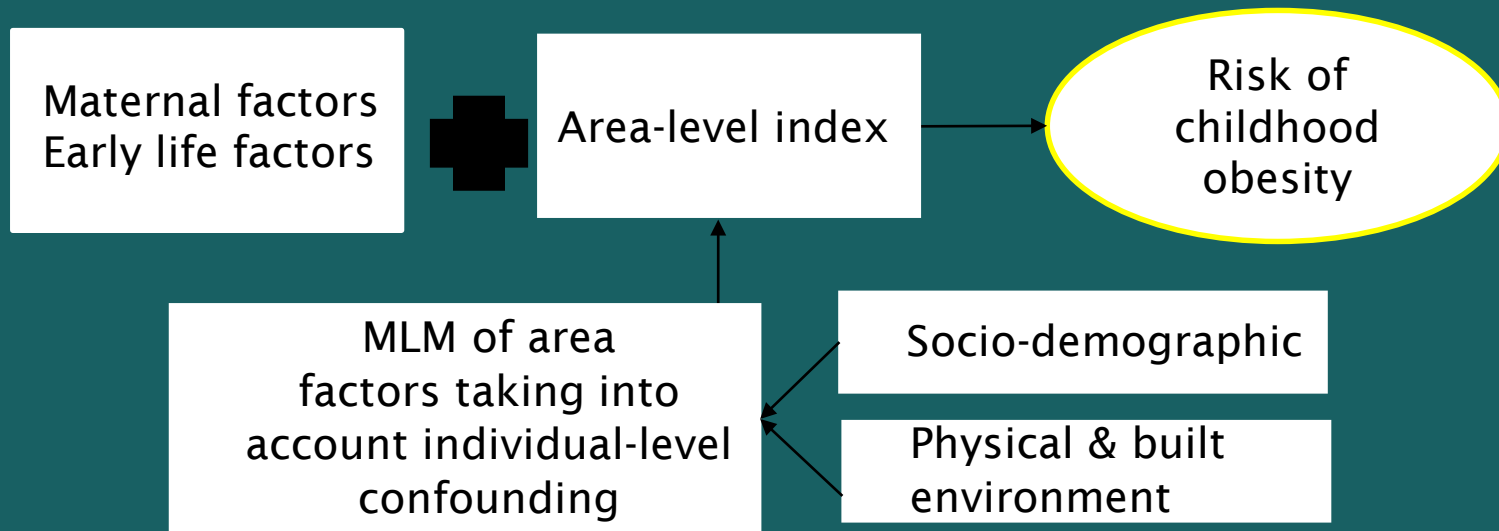 Maternal factors
Early life factors
Area-level index
Risk of
childhood
obesity
MLM of area
factors taking into
account individual-level
confounding
Socio-demographic
Physical & built
environment